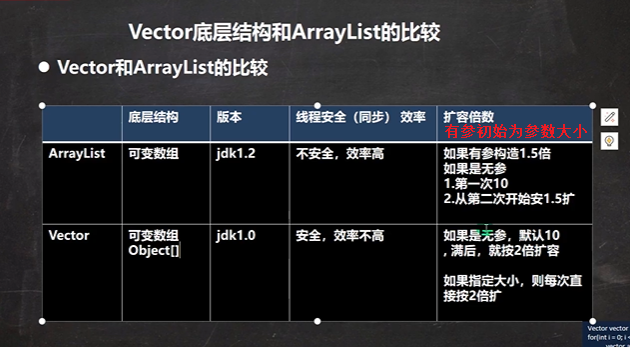 Vector底层结构和ArrayList的比较
● Vector和ArrayList的比较
底层结构 版本 线程安全（同步） 效率 扩容倍数
有参初始为参数大小
ArrayList 可变数组 jdk1.2 不安全，效率高 如果有参构造1.5倍
如果是无参
1.第一次10
2.从第二次开始安1.5扩
Vector 可变数组 jdk1.0 安全，效率不高 如果是无参，默认10
Object[] ，满后，就按2倍扩容
如果指定大小，则每次直
接按2倍扩
Vector vector
for(int i = 0; i <